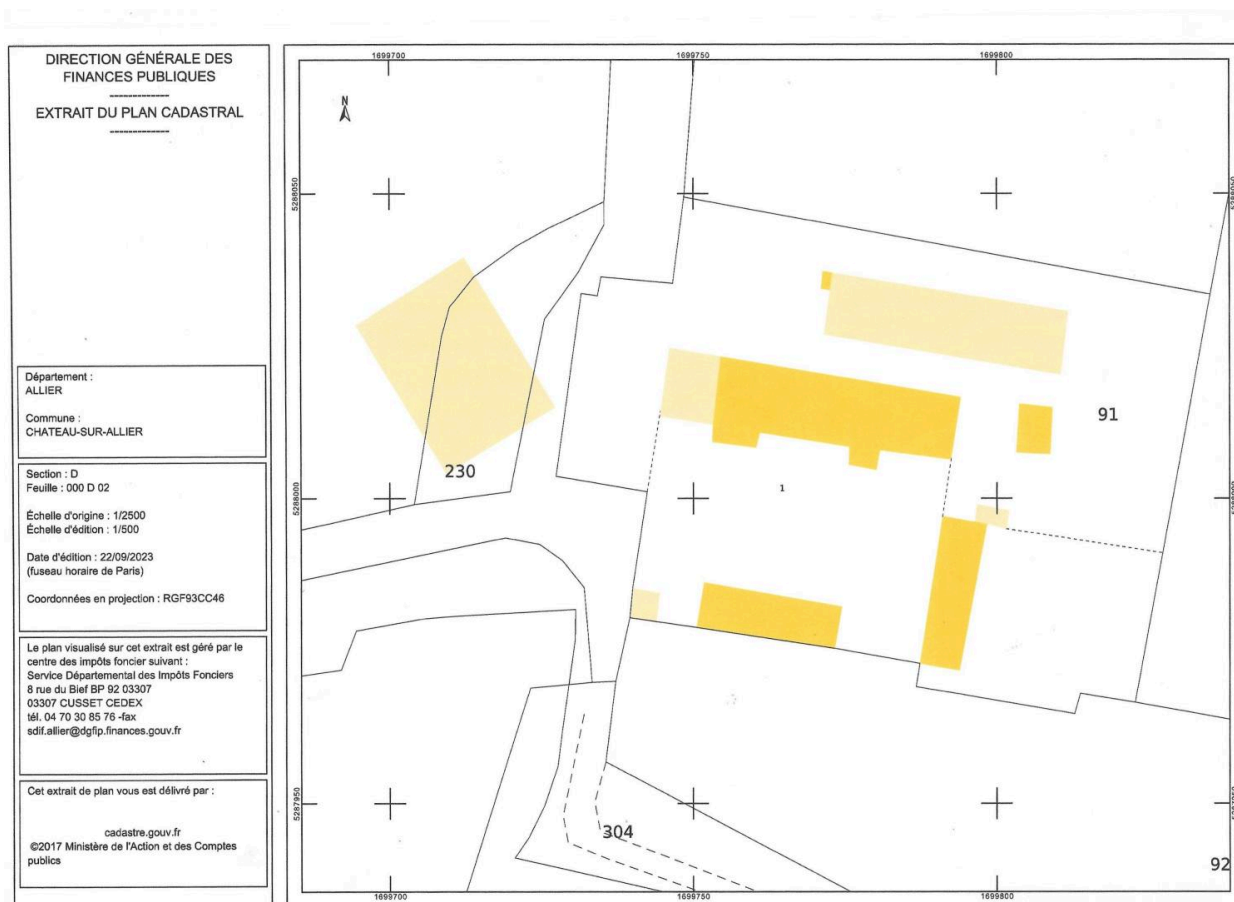 DIRECTION GÉNÉRALE DES
FINANCES PUBLIQUES
-------------
EXTRAIT DU PLAN CADASTRAL
-------------
Département :
ALLIER
Commune :
CHATEAU-SUR-ALLIER
Section : D
Feuille : 000 D 02
Échelle d'origine : 1/2500
Échelle d'édition : 1/500
Date d'édition : 22/09/2023
(fuseau horaire de Paris)
Coordonnées en projection : RGF93CC46
Le plan visualisé sur cet extrait est géré par le
centre des impôts foncier suivant :
Service Départemental des Impôts Fonciers
8 rue du Bief BP 92 03307
03307 CUSSET CEDEX
tél. 04 70 30 85 76 -fax
sdif.allier@dgfip.finances.gouv.fr
Cet extrait de plan vous est délivré par :
cadastre.gouv.fr
©2017 Ministère de l'Action et des Comptes
publics
1699700
1699750
1699800
N
5288050
5288050
91
230
1
5288000
5288000
5287950
5287950
304
92
1699700
1699750
1699800